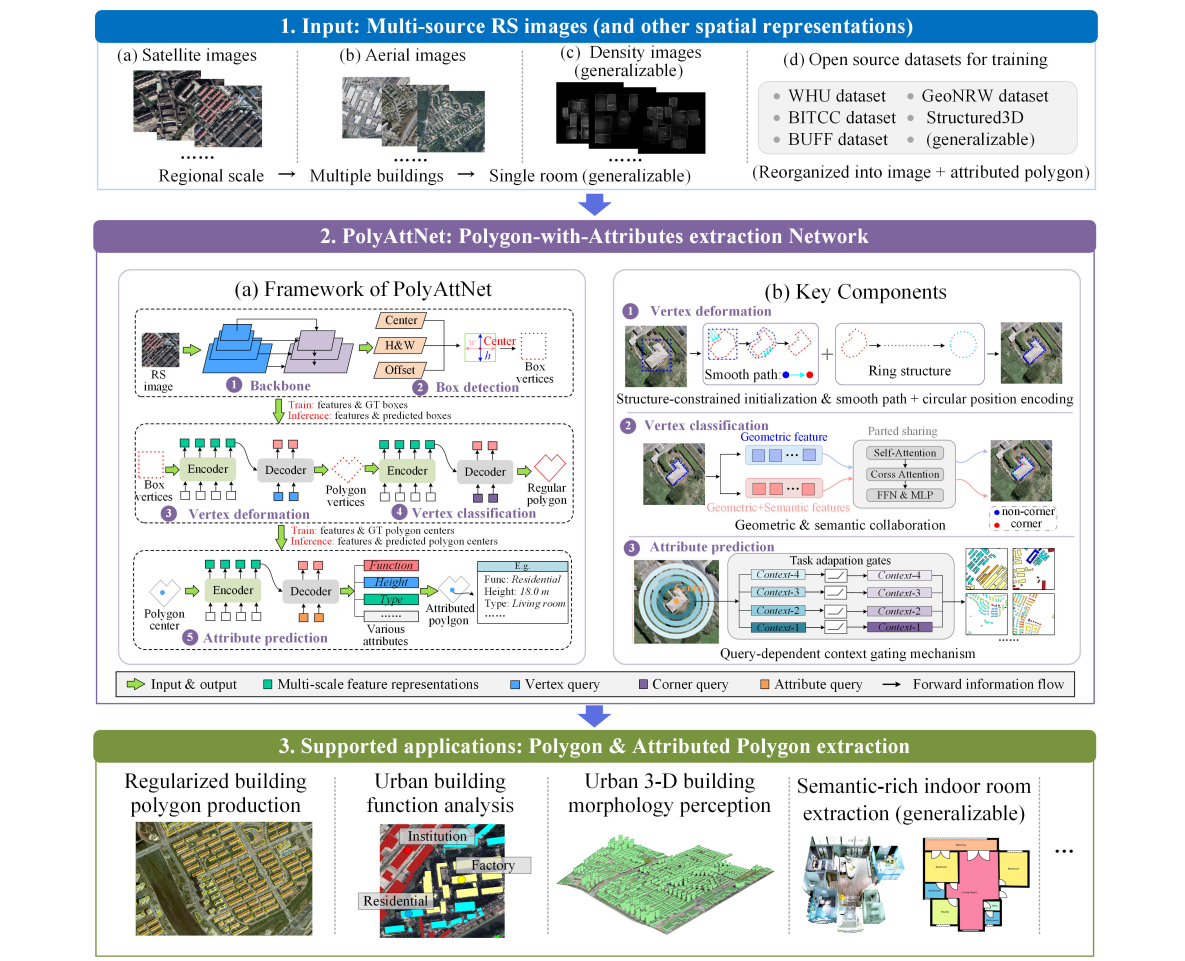 1. Input: Multi-source RS images (and other spatial representations)
(a) Satellite images
(b) Aerial images
(c) Density images
(generalizable)
(d) Open source datasets for training
WHU dataset
GeoNRW dataset
BITCC dataset
Structured3D
BUFF dataset
(generalizable)
......
......
......
Regional scale → Multiple buildings → Single room (generalizable)
(Reorganized into image + attributed polygon)
2. PolyAttNet: Polygon-with-Attributes extraction Network
(a) Framework of PolyAttNet
RS
image
1 Backbone
Center
H&W
Offset
w
h
Center
2 Box detection
Box
vertices
Train: features & GT boxes
Inference: features & predicted boxes
Box
vertices
Encoder
Decoder
3 Vertex deformation
Polygon
vertices
Encoder
Decoder
4 Vertex classification
Regular
polygon
Train: features & GT polygon centers
Inference: features & predicted polygon centers
Polygon
center
Encoder
Decoder
5 Attribute prediction
Function
Height
Type
......
Various
attributes
Attributed
poylgon
E.g.
Func: Residential
Height: 18.0 m
Type: Living room
......
(b) Key Components
1 Vertex deformation
Smooth path:
+
Ring structure
Structure-constrained initialization & smooth path + circular position encoding
2 Vertex classification
Geometric feature
...
...
Geometric+Semantic features
Parted sharing
Self-Attention
Corss Attention
FFN & MLP
non-corner
corner
Geometric & semantic collaboration
3 Attribute prediction
Task adapation gates
Context-4
Context-4
Context-3
Context-3
Context-2
Context-2
Context-1
Context-1
......
Query-dependent context gating mechanism
Input & output
Multi-scale feature representations
Vertex query
Corner query
Attribute query
Forward information flow
3. Supported applications: Polygon & Attributed Polygon extraction
Regularized building
polygon production
Urban building
function analysis
Institution
Factory
Residential
Urban 3-D building
morphology perception
Semantic-rich indoor room
extraction (generalizable)
...